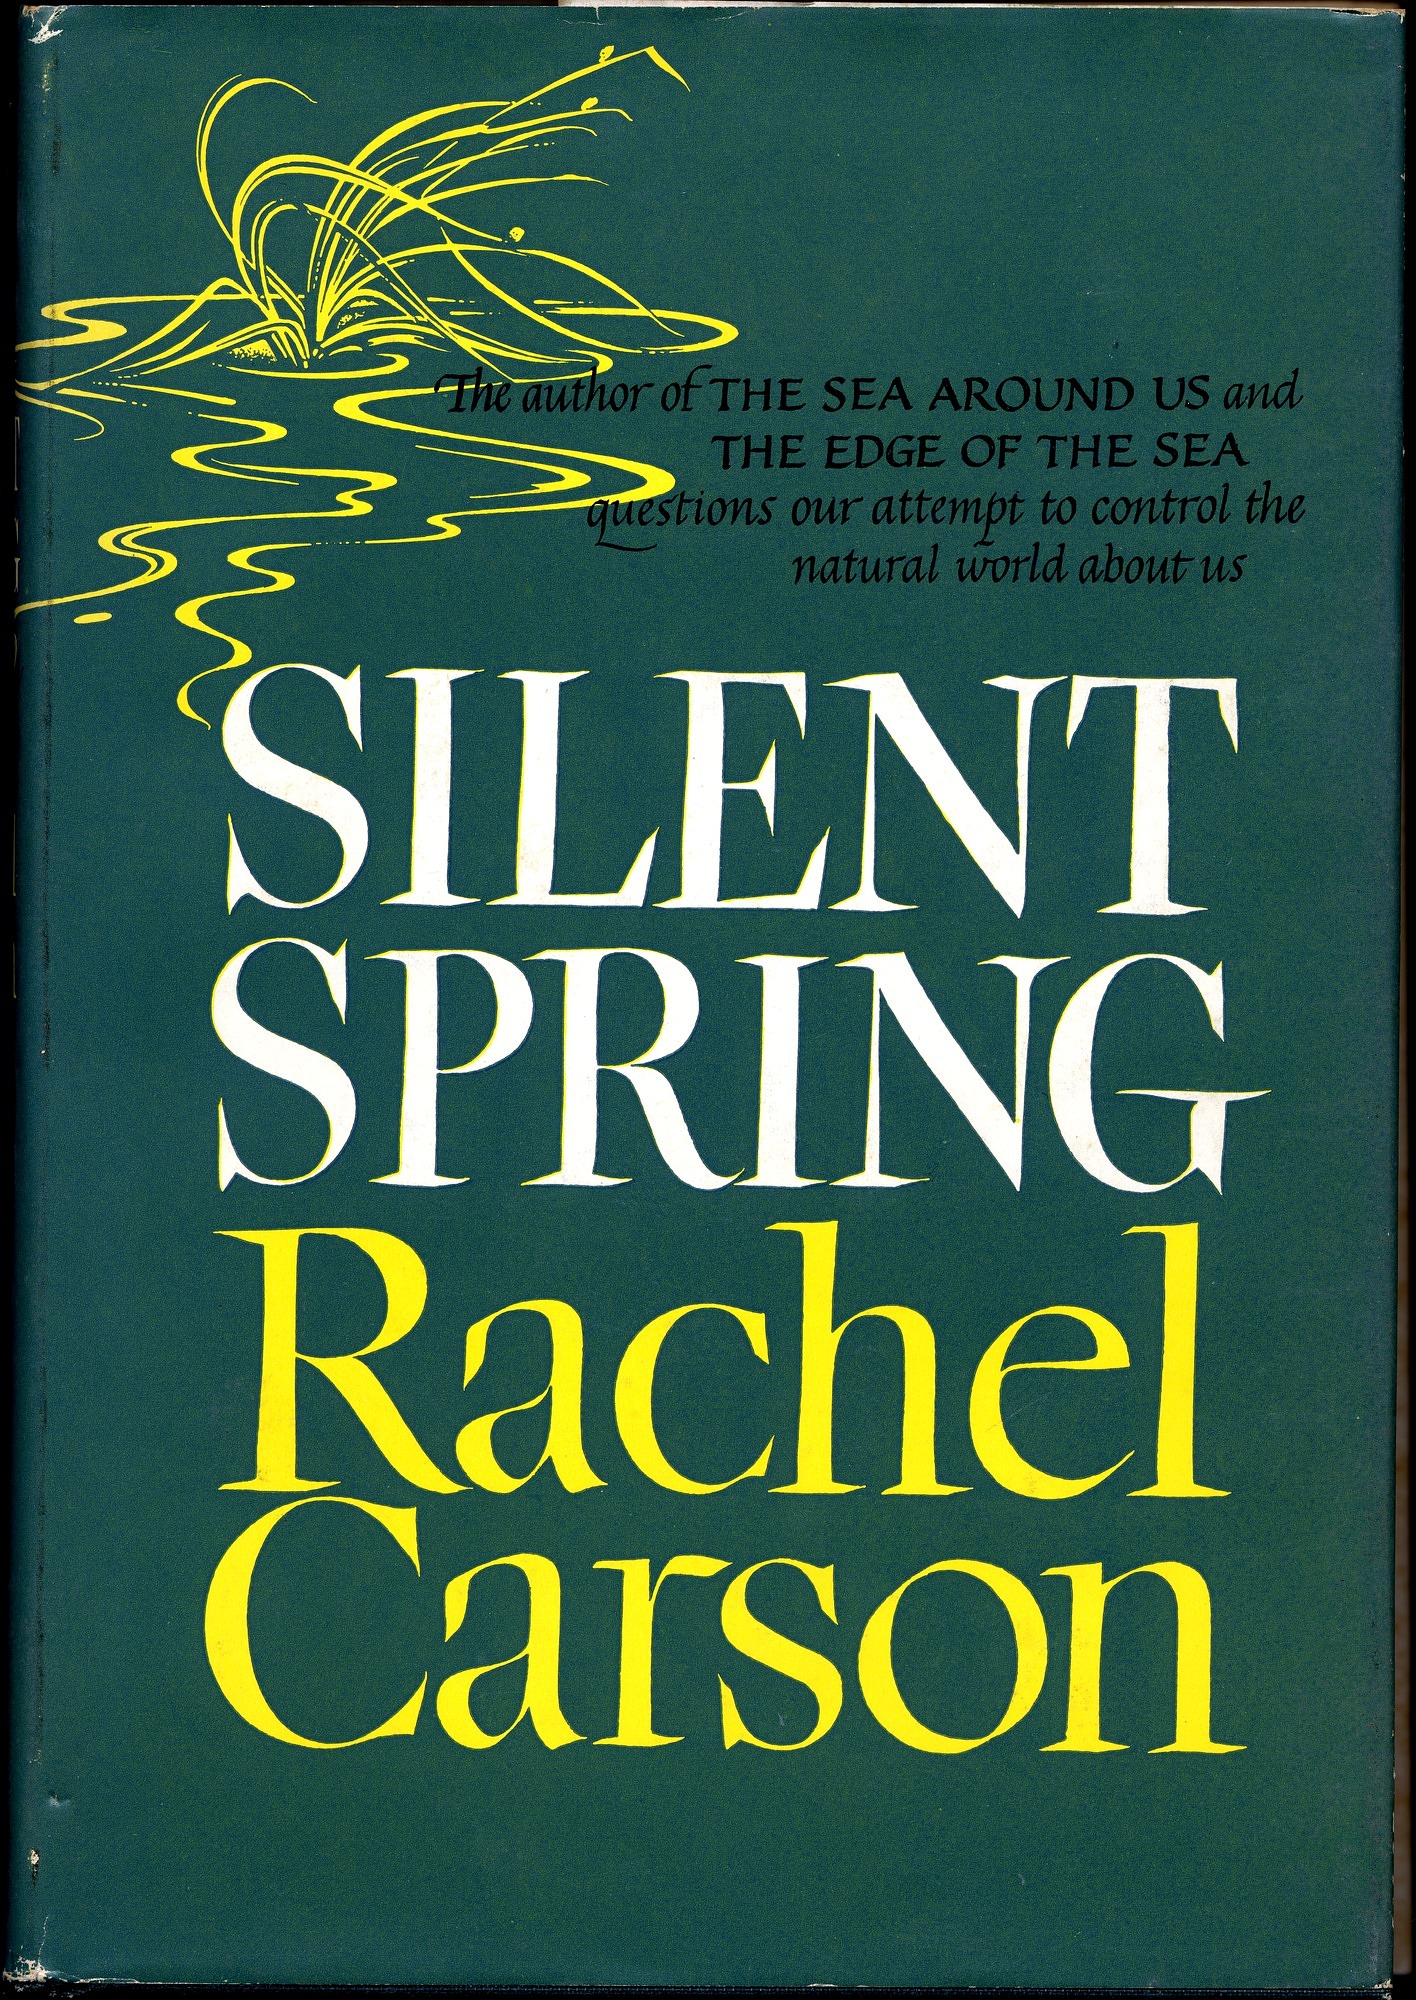 The author of THE SEA AROUND US and
THE EDGE OF THE SEA
questions our attempt to control the
natural world about us
SILENT
SPRING
Rachel
Carson